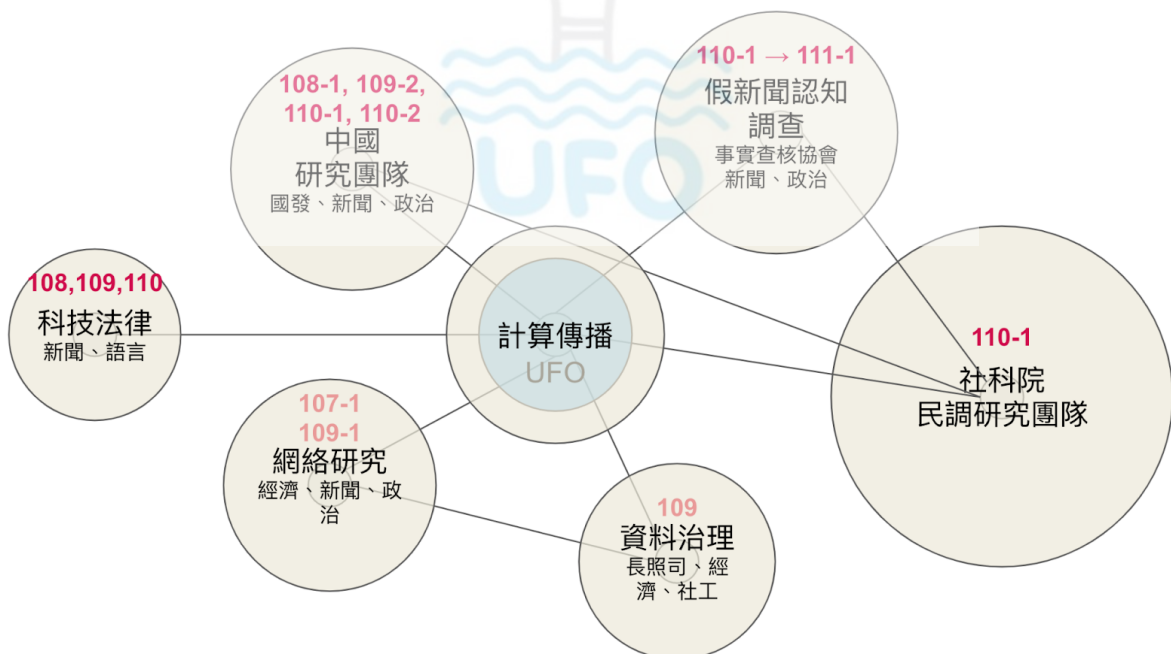 108-1, 109-2,
110-1, 110-2
中國
研究團隊
國發、新聞、政治
110-1 → 111-1
假新聞認知
調查
事實查核協會
新聞、政治
UFO
108,109,110
科技法律
新聞、語言
計算傳播
UFO
110-1
社科院
民調研究團隊
107-1
109-1
網絡研究
經濟、新聞、政
治
109
資料治理
長照司、經
濟、社工